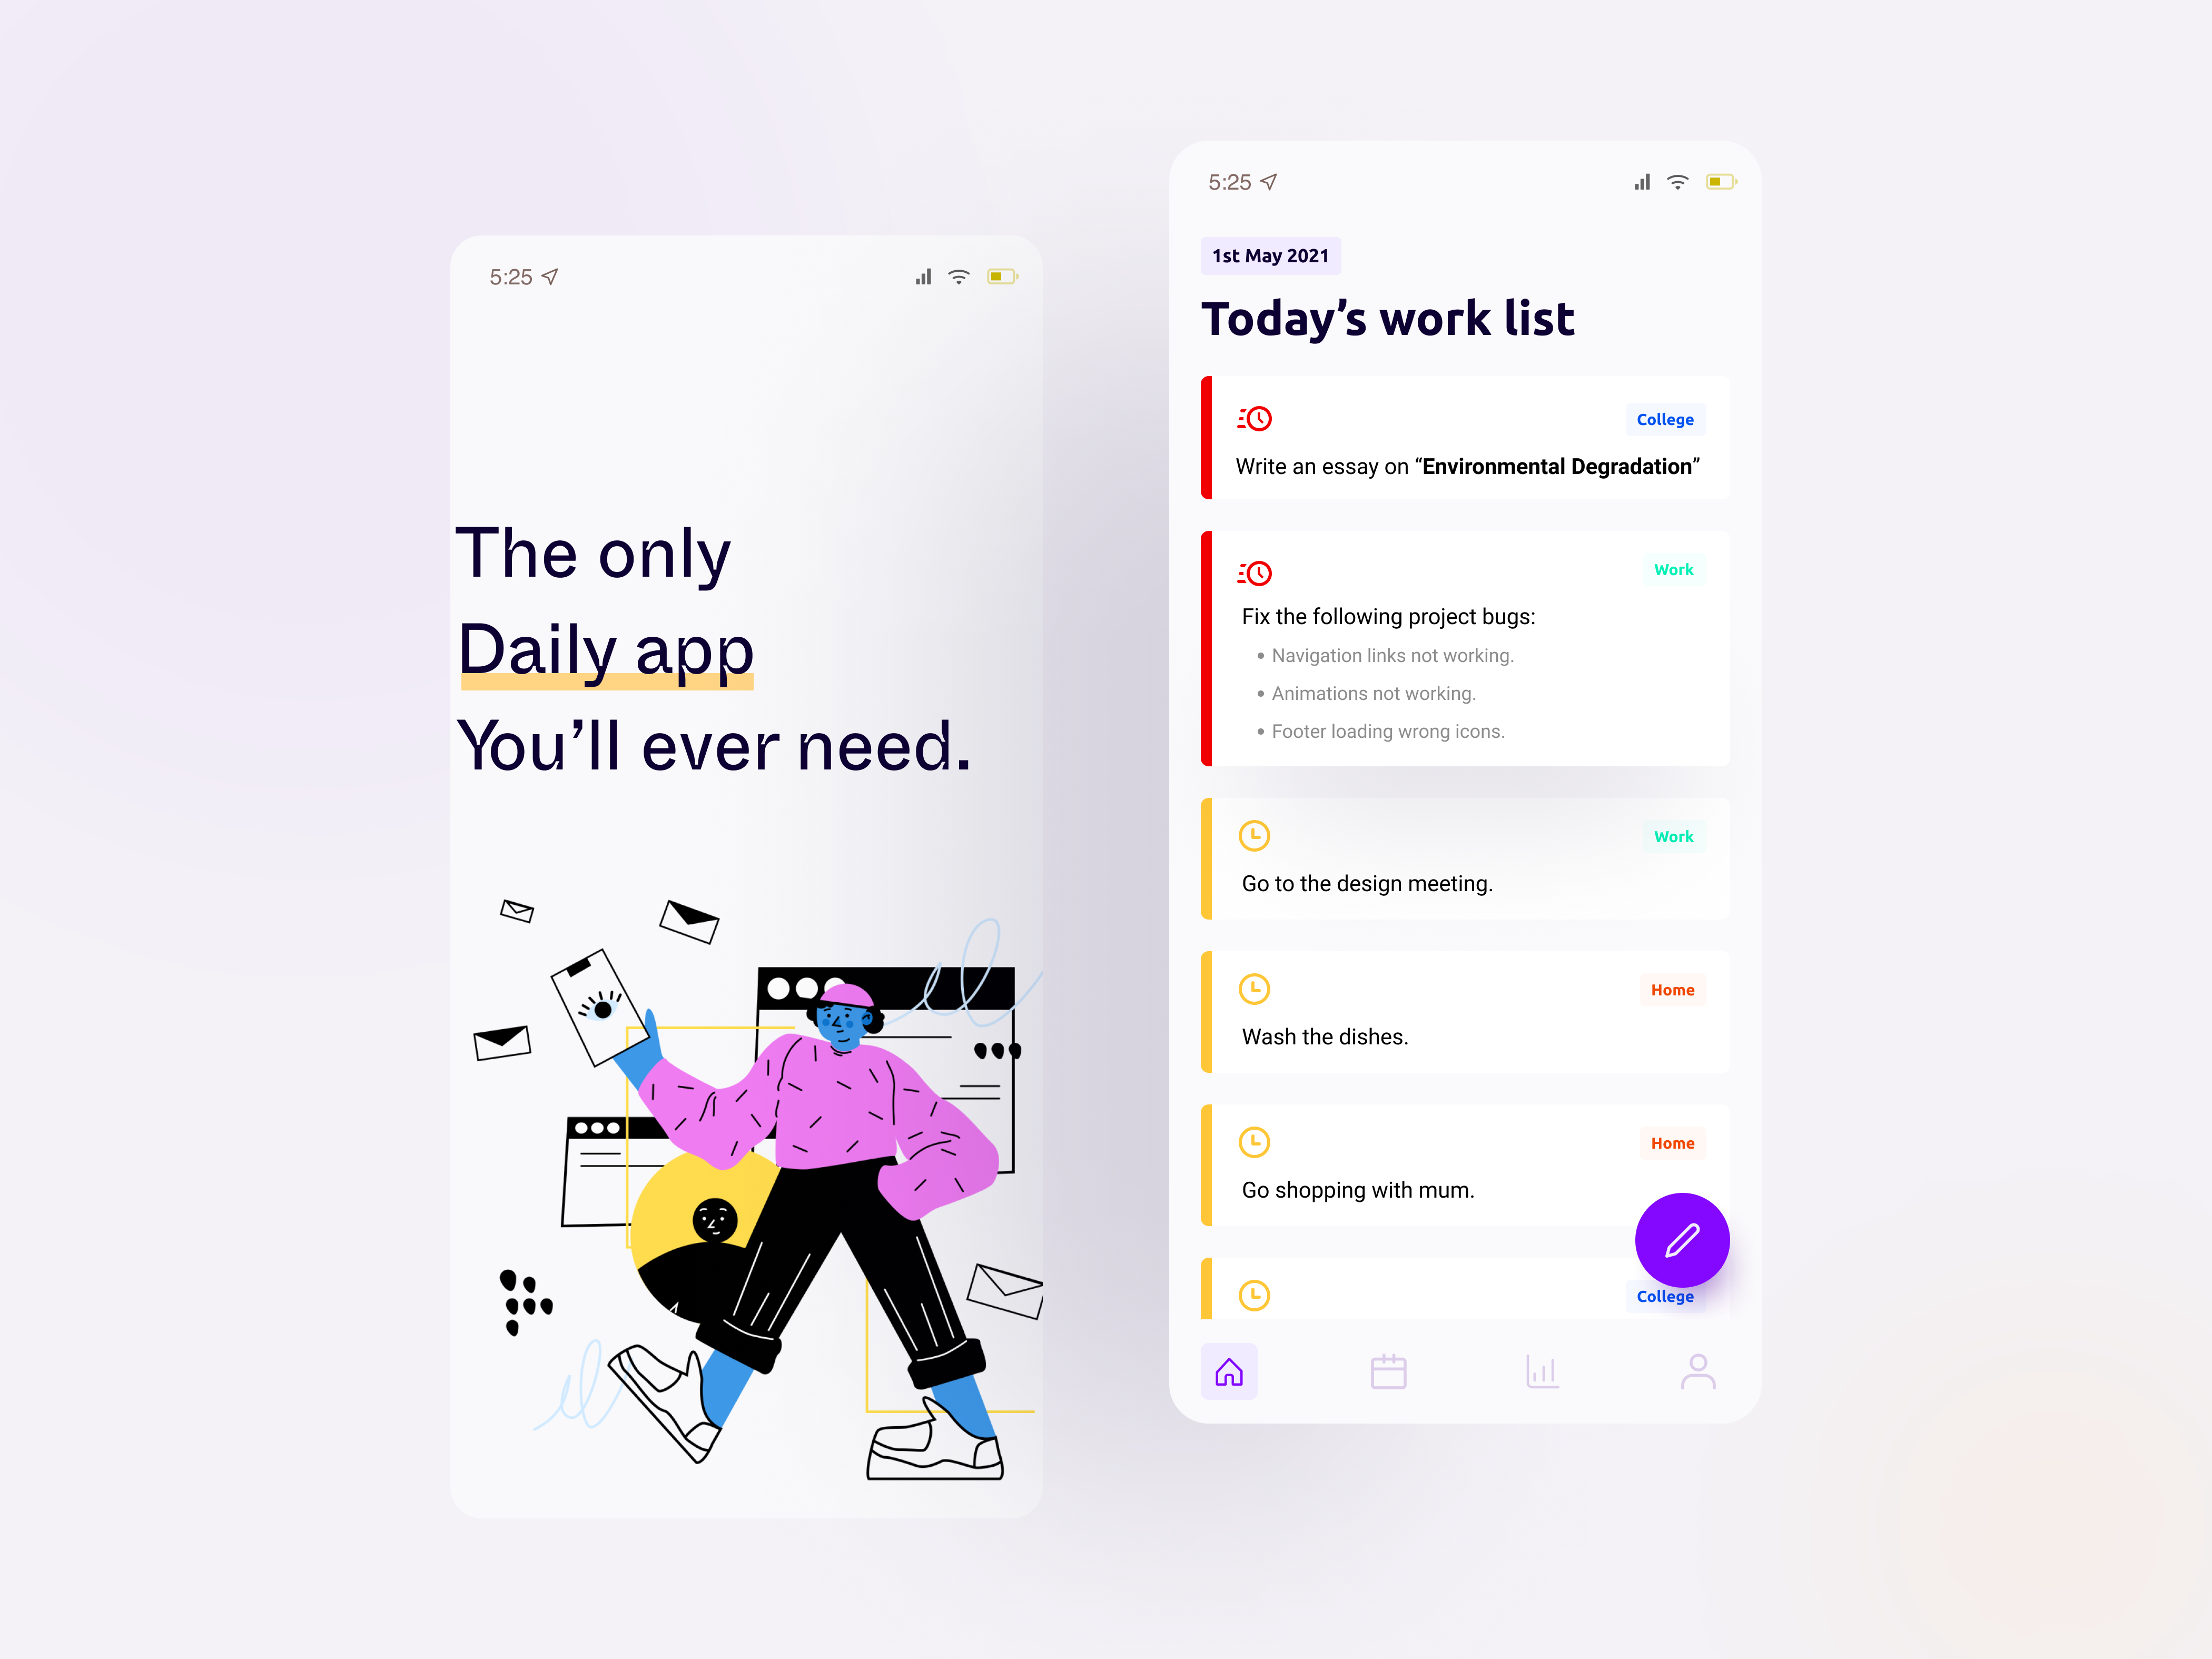 5:25
The only
Daily app
You’ll ever need.
5:25
1st May 2021
Today’s work list
College
Write an essay on “Environmental Degradation”
Work
Fix the following project bugs:
• Navigation links not working.
• Animations not working.
• Footer loading wrong icons.
Work
Go to the design meeting.
Home
Wash the dishes.
Home
Go shopping with mum.
College